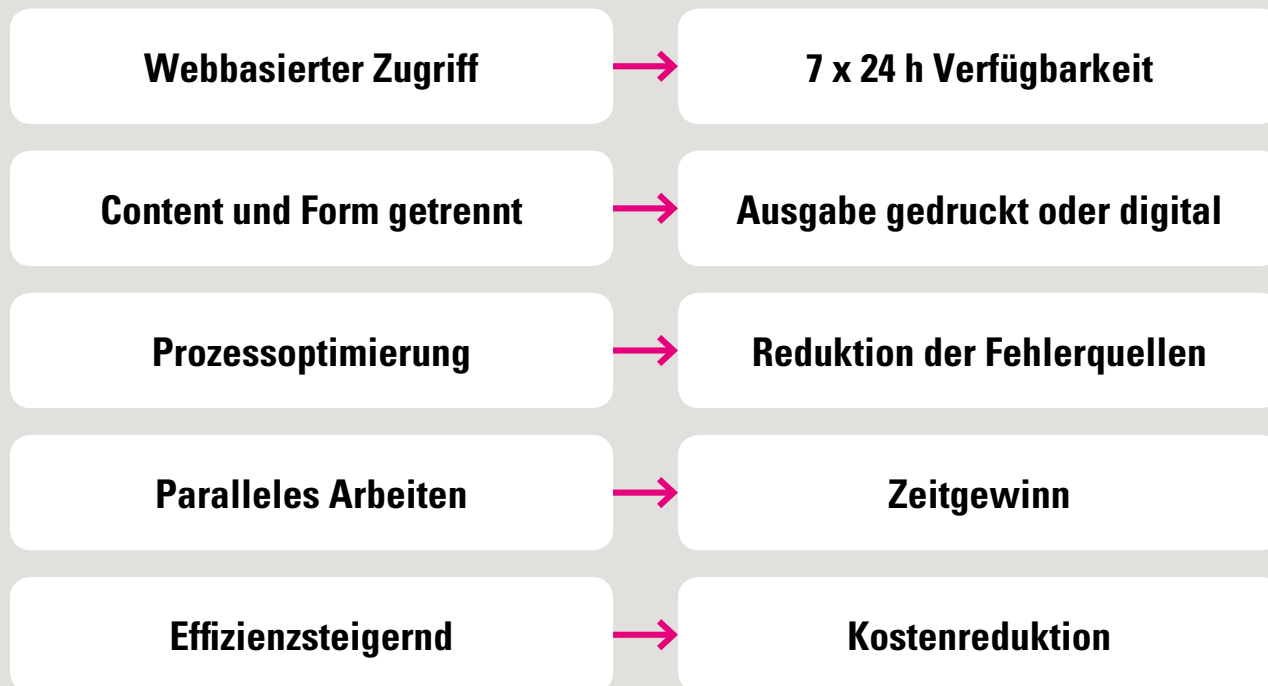 Webbasierter Zugriff
7 x 24 h Verfügbarkeit
Content und Form getrennt
Ausgabe gedruckt oder digital
Prozessoptimierung
Reduktion der Fehlerquellen
Paralleles Arbeiten
Zeitgewinn
Effizienzsteigernd
Kostenreduktion